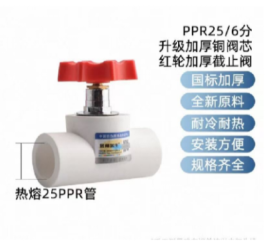 PPR25/6分
升级加厚铜阀芯
红轮加厚截止阀
国标加厚
全新原料
耐冷耐热
安装方便
规格齐全
热熔25PPR管